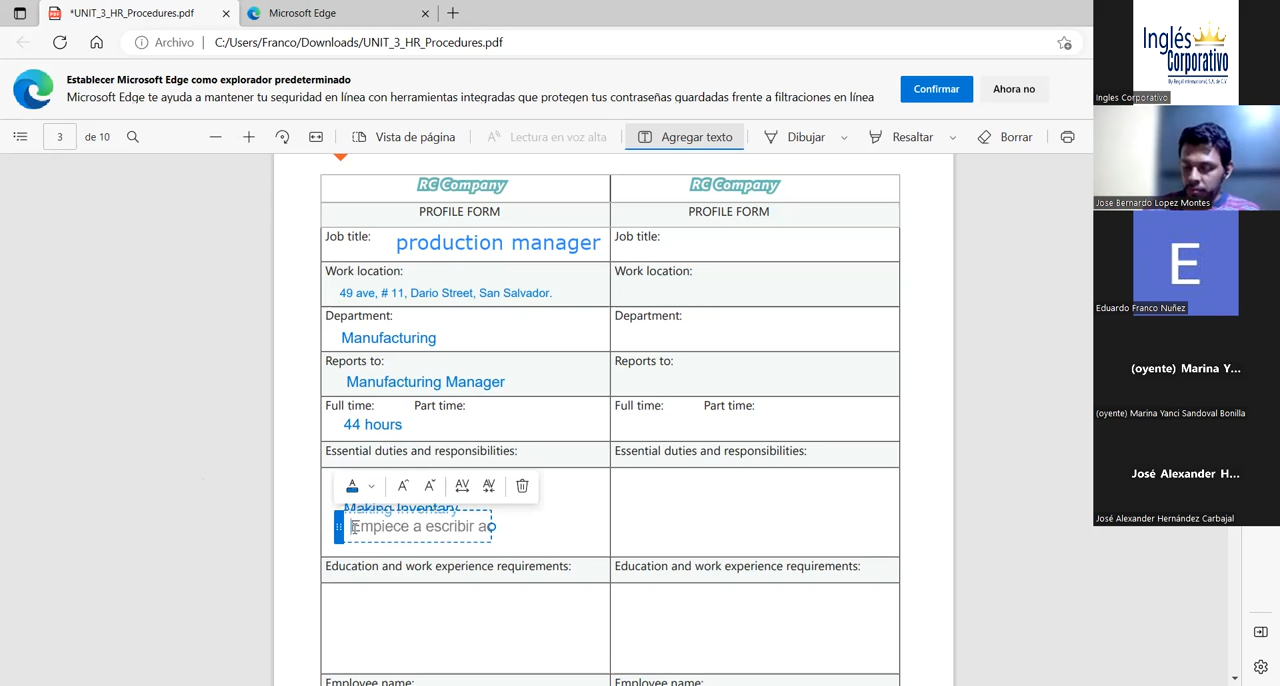 *UNIT_3_HR_Procedures.pdf
Microsoft Edge
Archivo C:/Users/Franco/Downloads/UNIT_3_HR_Procedures.pdf
Establecer Microsoft Edge como explorador predeterminado
Microsoft Edge te ayuda a mantener tu seguridad en línea con herramientas integradas que protegen tus contraseñas guardadas frente a filtraciones en línea
Confirmar
Ahora no
3 de 10
Vista de página
Lectura en voz alta
Agregar texto
Dibujar
Resaltar
Borrar
RC Company RC Company
PROFILE FORM PROFILE FORM
Job title: production manager Job title:
Work location: Work location:
49 ave, # 11, Dario Street, San Salvador.
Department: Department:
Manufacturing
Reports to: Reports to:
Manufacturing Manager
Full time: Part time: Full time: Part time:
44 hours
Essential duties and responsibilities: Essential duties and responsibilities:
Making Inventary
Empiece a escribir a
Education and work experience requirements: Education and work experience requirements:
Employee name: Employee name:
Inglés
Corporativo
By Regal International, S.A. de C.V.
Ingles Corporativo
Jose Bernardo Lopez Montes
E
Eduardo Franco Nuñez
(oyente) Marina Y...
(oyente) Marina Yanci Sandoval Bonilla
José Alexander H...
José Alexander Hernández Carbajal